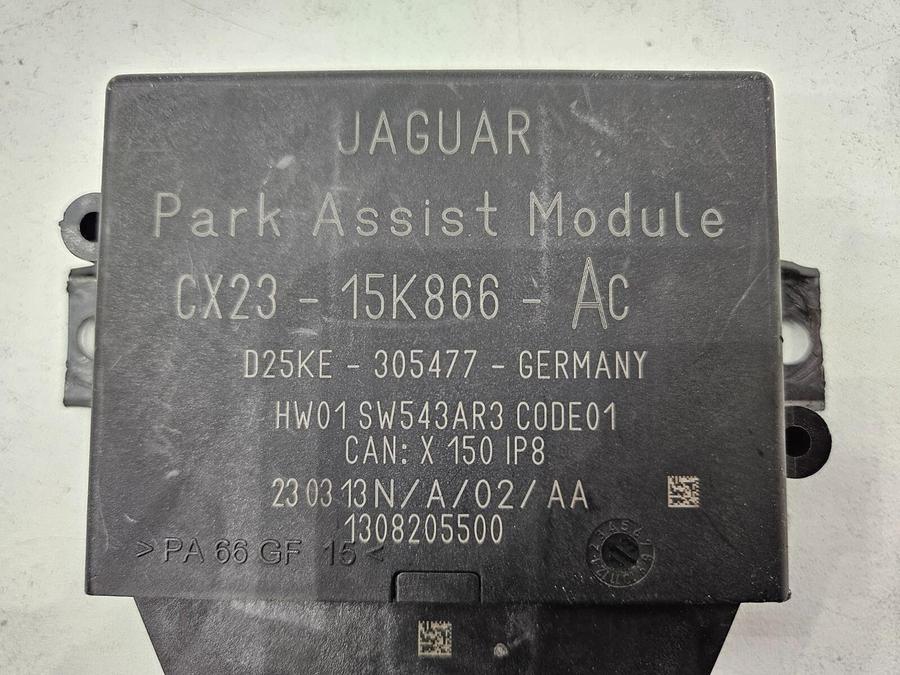 JAGUAR
Park Assist Module
CX23 - 15K866 - AC
D25KE - 305477 - GERMANY
HW01 SW543AR3 CODE01
CAN: X 150 IP8
23 03 13 N/A/02/AA
1308205500
>PA 66 GF 15<